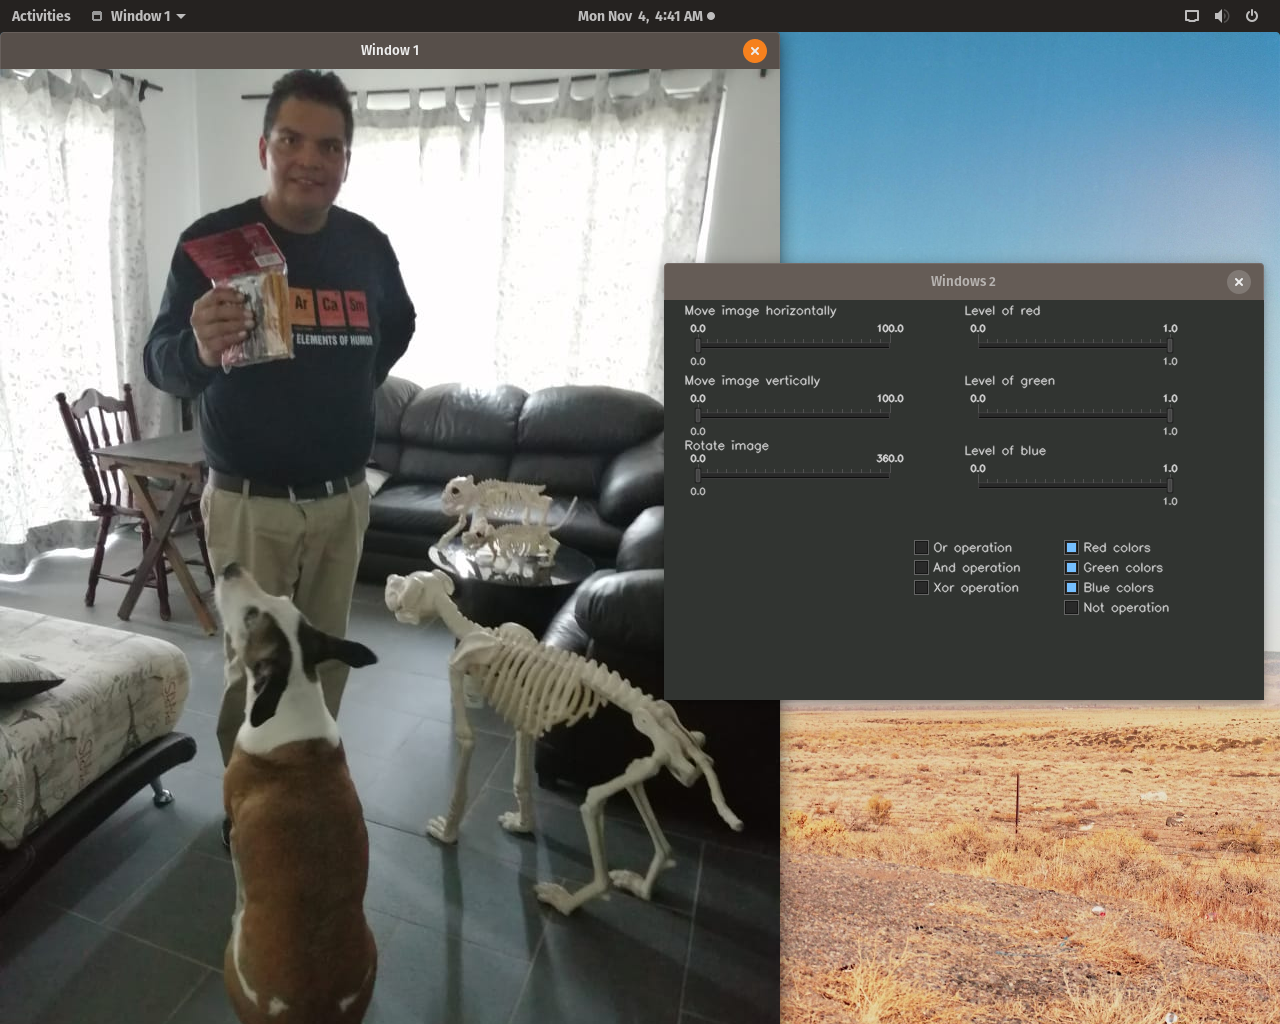 Activities
Window 1
Mon Nov 4, 4:41 AM
Window 1
Ar Ca Sm
ELEMENTS OF HUMOR
Windows 2
Move image horizontally
0.0 100.0
0.0
Move image vertically
0.0 100.0
0.0
Rotate image
0.0 360.0
0.0
Level of red
0.0 1.0
1.0
Level of green
0.0 1.0
1.0
Level of blue
0.0 1.0
1.0
Or operation
And operation
Xor operation
Red colors
Green colors
Blue colors
Not operation